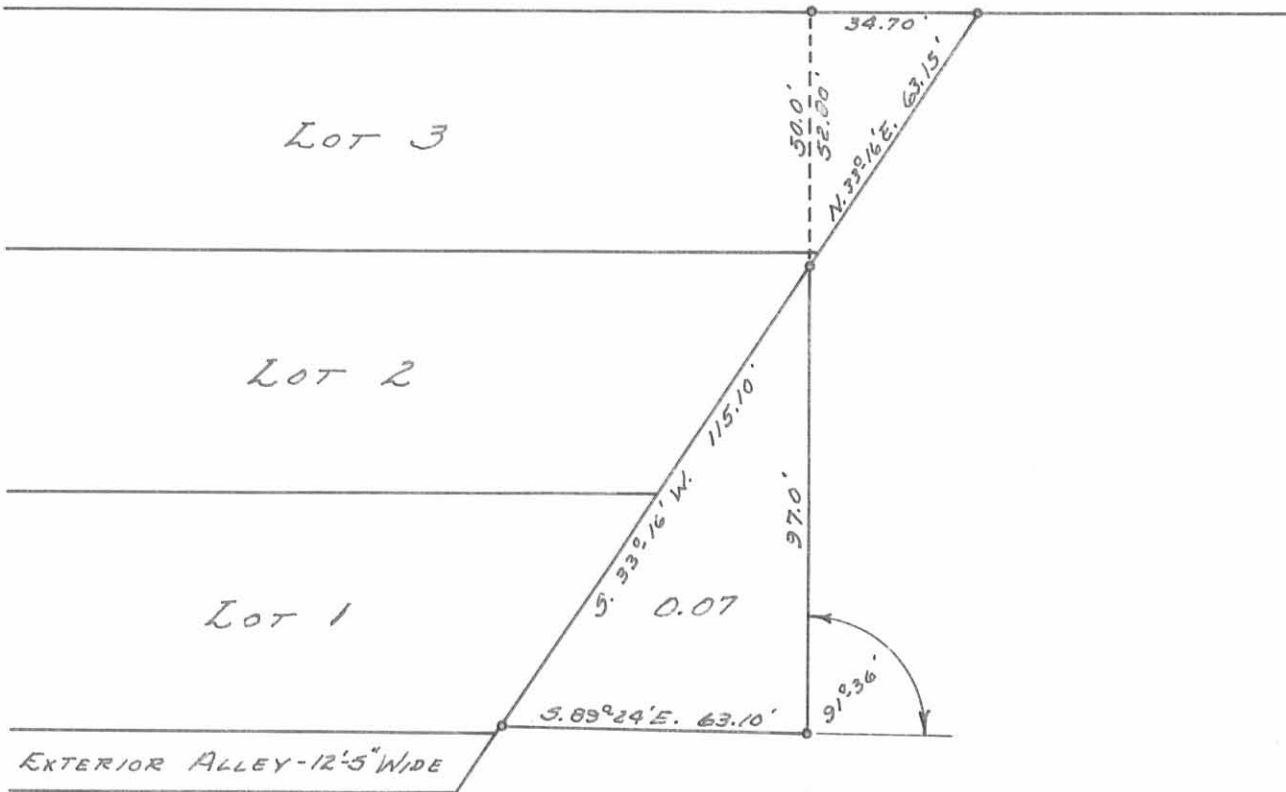 34.70'
LOT 3
50.0'
52.80'
N. 33°-16' E. 63.15'
LOT 2
S. 33°-16' W. 115.10'
97.0'
LOT 1
0.07
91°-36'
S. 89°24' E. 63.10'
EXTERIOR ALLEY-12'-5" WIDE